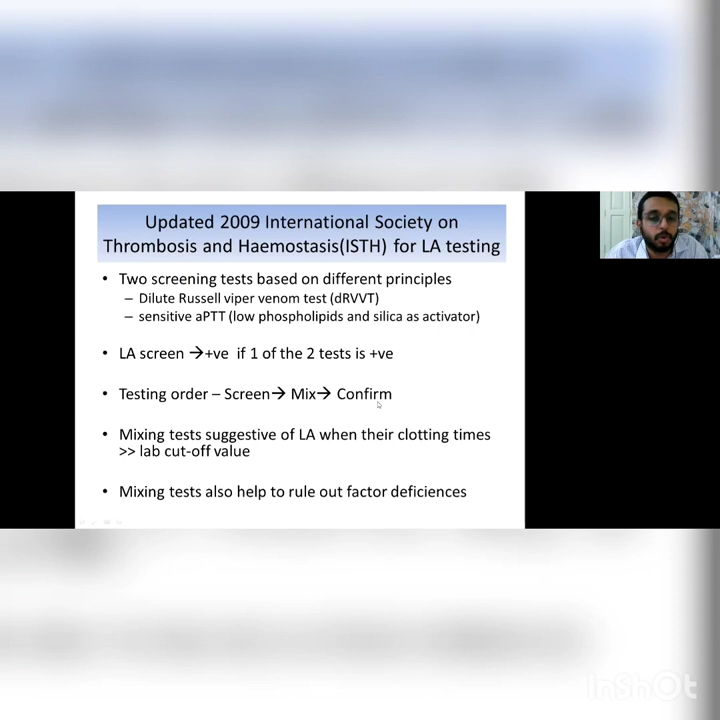 Updated 2009 International Society on
Thrombosis and Haemostasis(ISTH) for LA testing
• Two screening tests based on different principles
– Dilute Russell viper venom test (dRVVT)
– sensitive aPTT (low phospholipids and silica as activator)
• LA screen →+ve if 1 of the 2 tests is +ve
• Testing order – Screen→ Mix→ Confirm
• Mixing tests suggestive of LA when their clotting times
>> lab cut-off value
• Mixing tests also help to rule out factor deficiences
InShOt